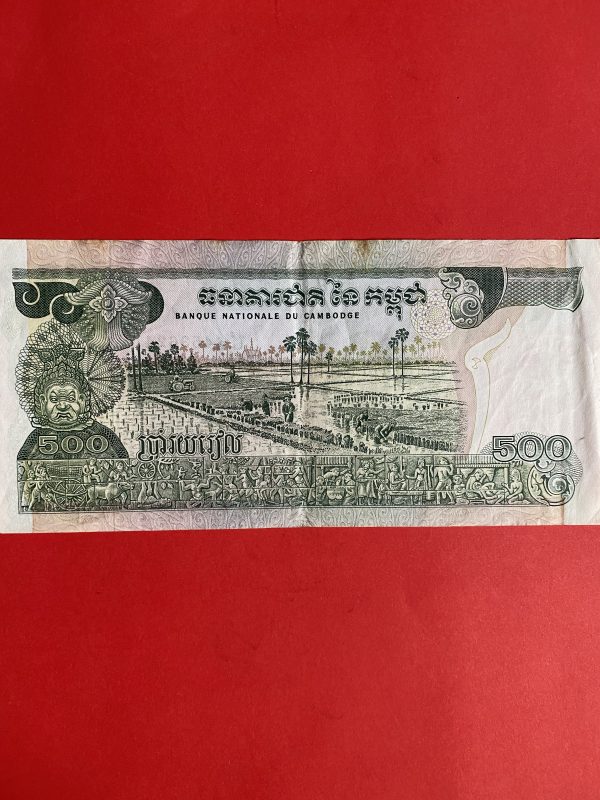 ធនាគារជាតិ នៃ កម្ពុជា
BANQUE NATIONALE DU CAMBODGE
500 ប្រាំរយរៀល 500